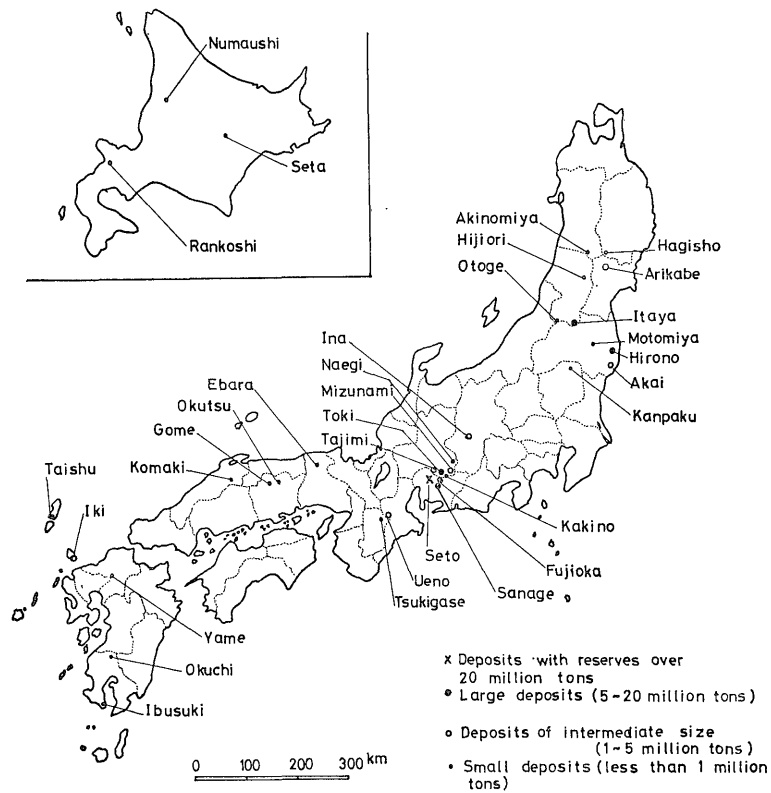 Numaushi
Seta
Rankoshi
Akinomiya
Hijiori
Otoge
Hagisho
Arikabe
Itaya
Motomiya
Hirono
Akai
Kanpaku
Ina
Naegi
Mizunami
Toki
Tajimi
Ebara
Okutsu
Gome
Komaki
Taishu
Iki
Kakino
Seto
Fujioka
Ueno
Sanage
Tsukigase
Yame
Okuchi
Ibusuki
x Deposits with reserves over
20 million tons
Large deposits (5-20 million tons)
Deposits of intermediate size
(1~5 million tons)
Small deposits (less than 1 million
tons)
0 100 200 300 km